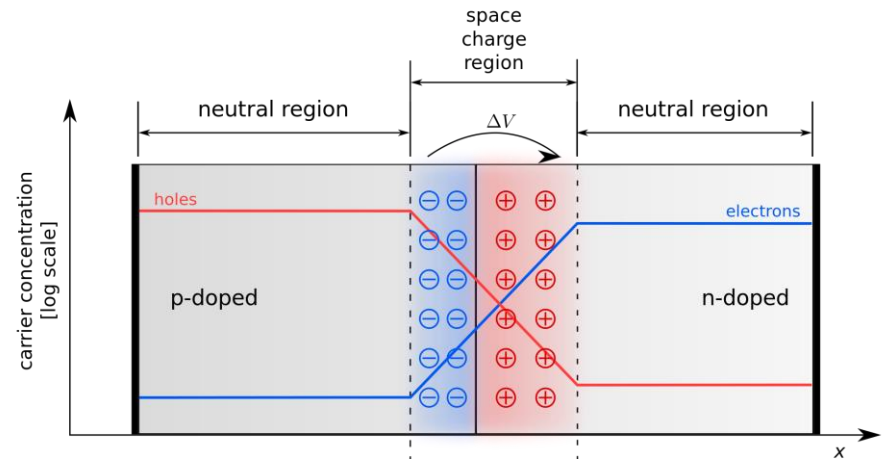 space
charge
region
neutral region
neutral region
ΔV
carrier concentration
[log scale]
holes
electrons
p-doped
n-doped
− − + +
− − + +
− − + +
− − + +
− − + +
− − + +
x